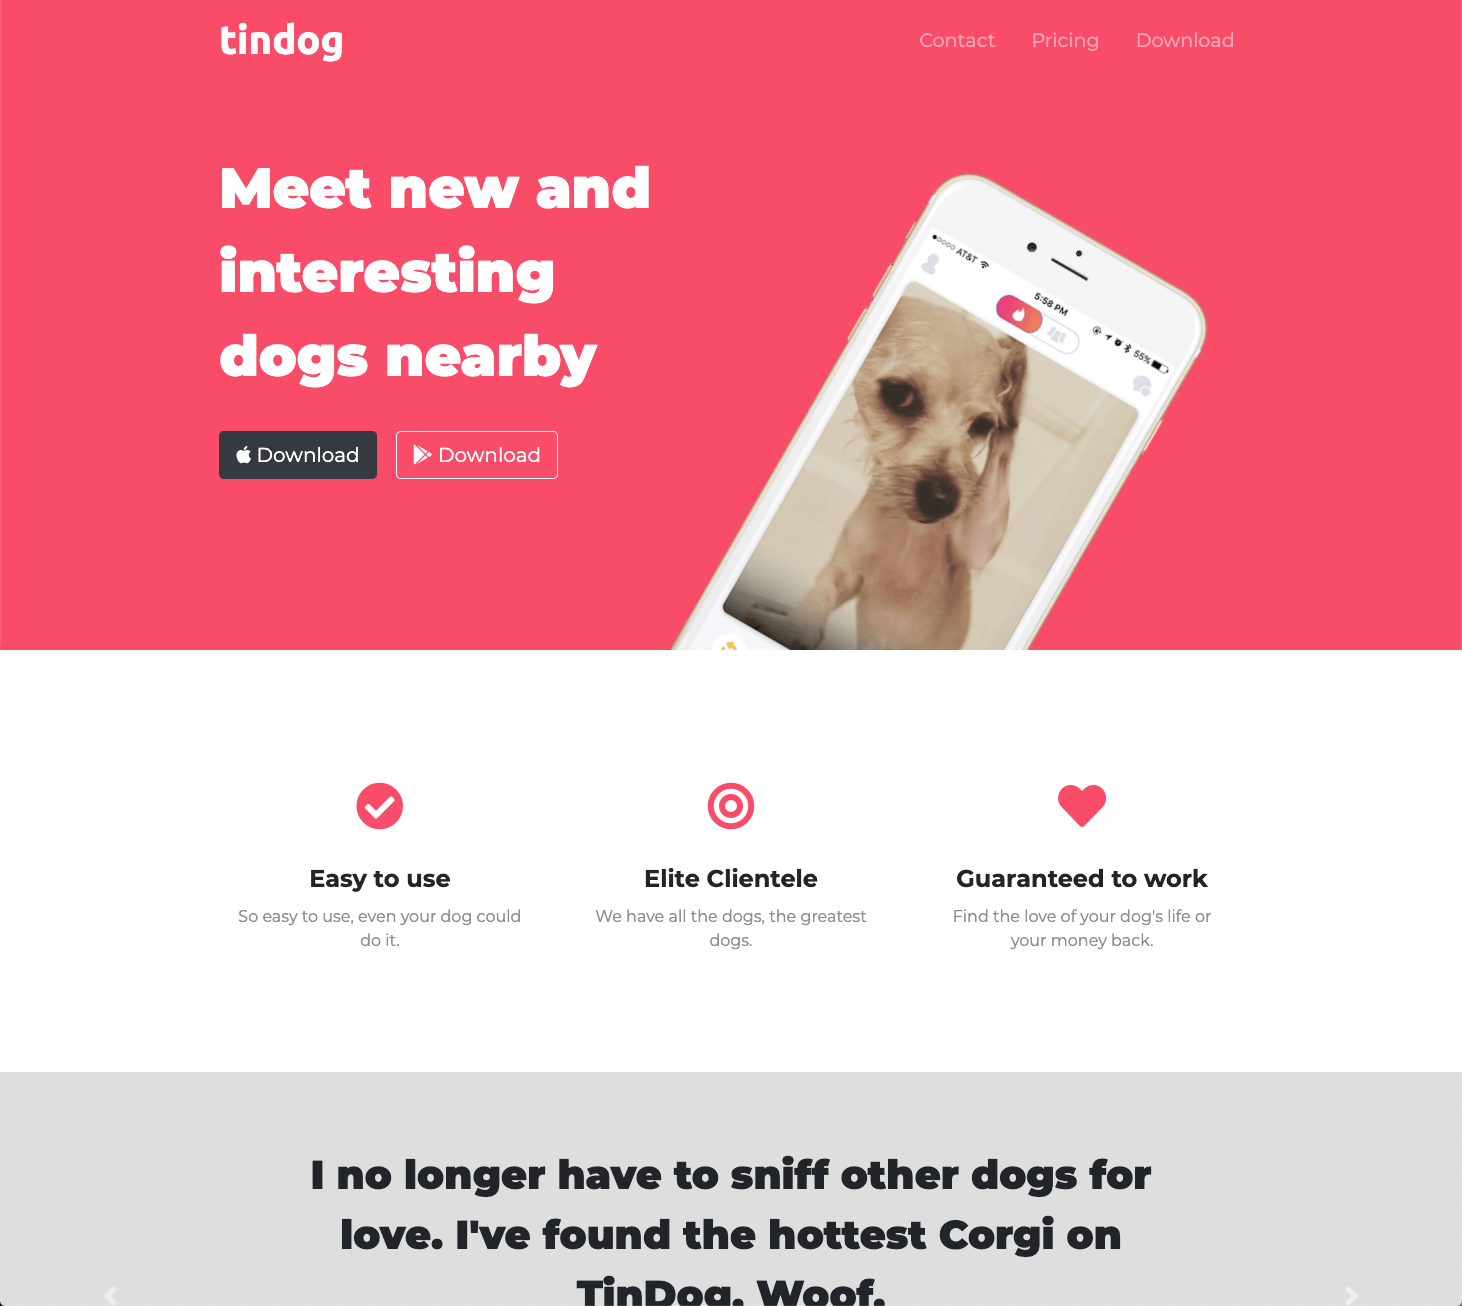 tindog
Contact Pricing Download
Meet new and
interesting
dogs nearby
Download Download
AT&T
5:58 PM
55%
Easy to use
So easy to use, even your dog could
do it.
Elite Clientele
We have all the dogs, the greatest
dogs.
Guaranteed to work
Find the love of your dog's life or
your money back.
I no longer have to sniff other dogs for
love. I've found the hottest Corgi on
TinDog. Woof.